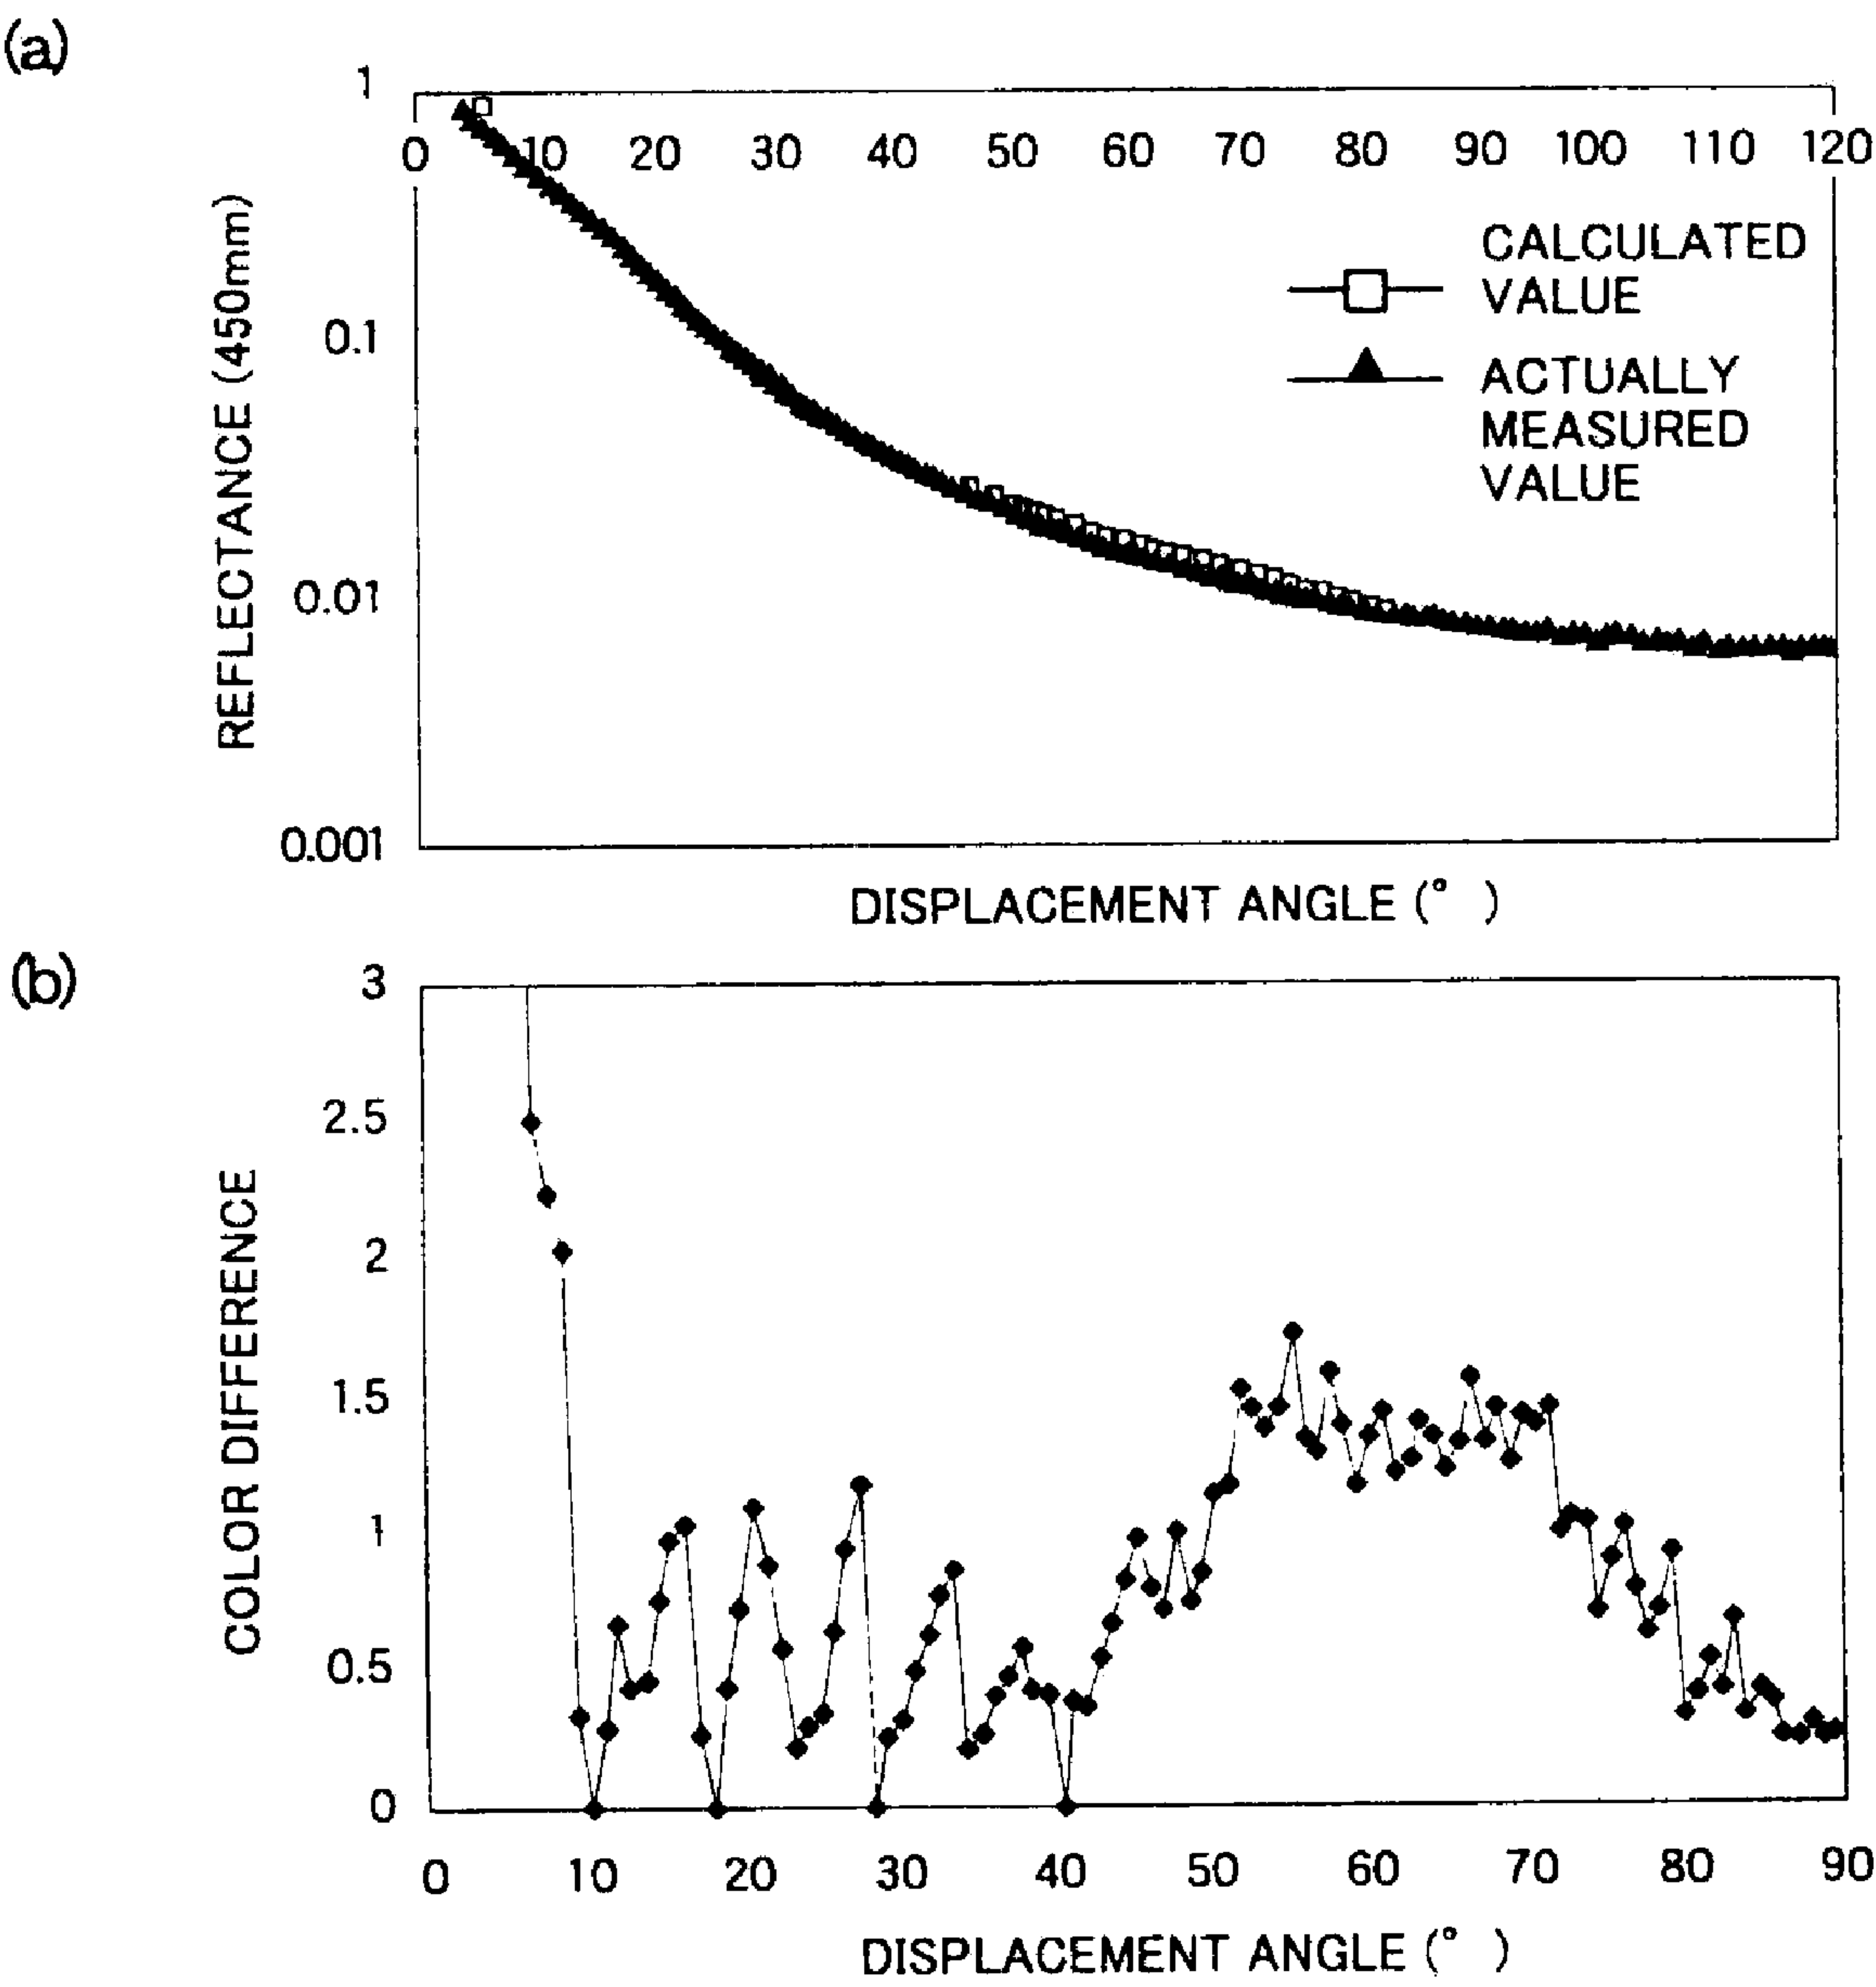 (a)
1
0 10 20 30 40 50 60 70 80 90 100 110 120
REFLECTANCE (450mm)
0.1
0.01
0.001
CALCULATED
VALUE
ACTUALLY
MEASURED
VALUE
DISPLACEMENT ANGLE (° )
(b)
3
2.5
2
1.5
1
0.5
0
COLOR DIFFERENCE
0 10 20 30 40 50 60 70 80 90
DISPLACEMENT ANGLE (° )